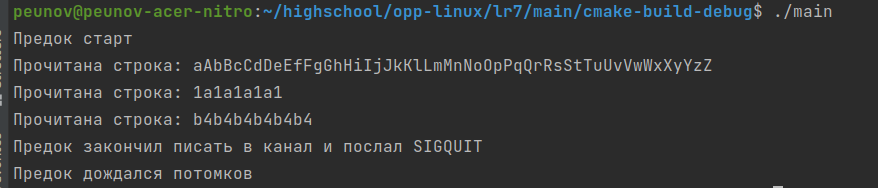 peunov@peunov-acer-nitro:~/highschool/opp-linux/lr7/main/cmake-build-debug$ ./main
Предок старт
Прочитана строка: aAbBcCdDeEfFgGhHiIjJkKlLmMnNoOpPqQrRsStTuUvVwWxXyYzZ
Прочитана строка: 1a1a1a1a1
Прочитана строка: b4b4b4b4b4b4
Предок закончил писать в канал и послал SIGQUIT
Предок дождался потомков